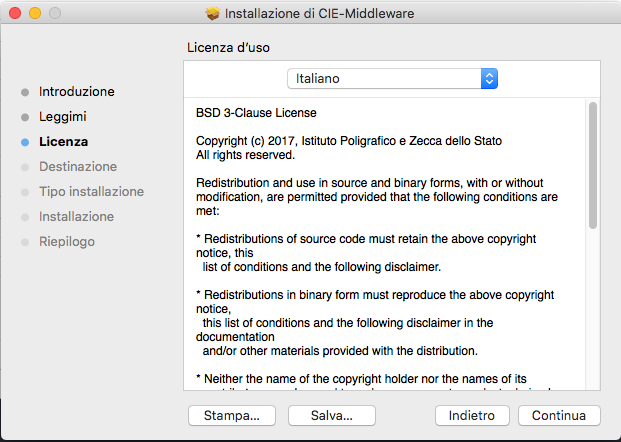 Installazione di CIE-Middleware
Licenza d'uso
Introduzione
Leggimi
Licenza
Destinazione
Tipo installazione
Installazione
Riepilogo
Italiano
BSD 3-Clause License
Copyright (c) 2017, Istituto Poligrafico e Zecca dello Stato
All rights reserved.
Redistribution and use in source and binary forms, with or without
modification, are permitted provided that the following conditions are
met:
* Redistributions of source code must retain the above copyright
notice, this
list of conditions and the following disclaimer.
* Redistributions in binary form must reproduce the above copyright
notice,
this list of conditions and the following disclaimer in the
documentation
and/or other materials provided with the distribution.
* Neither the name of the copyright holder nor the names of its
Stampa...
Salva...
Indietro
Continua